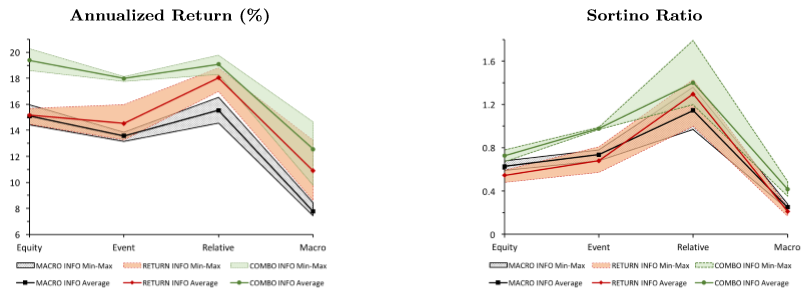 Annualized Return (%)
20
18
16
14
12
10
8
6
Equity
Event
Relative
Macro
MACRO INFO Min-Max
RETURN INFO Min-Max
COMBO INFO Min-Max
MACRO INFO Average
RETURN INFO Average
COMBO INFO Average
Sortino Ratio
1.6
1.2
0.8
0.4
0
Equity
Event
Relative
Macro
MACRO INFO Min-Max
RETURN INFO Min-Max
COMBO INFO Min-Max
MACRO INFO Average
RETURN INFO Average
COMBO INFO Average